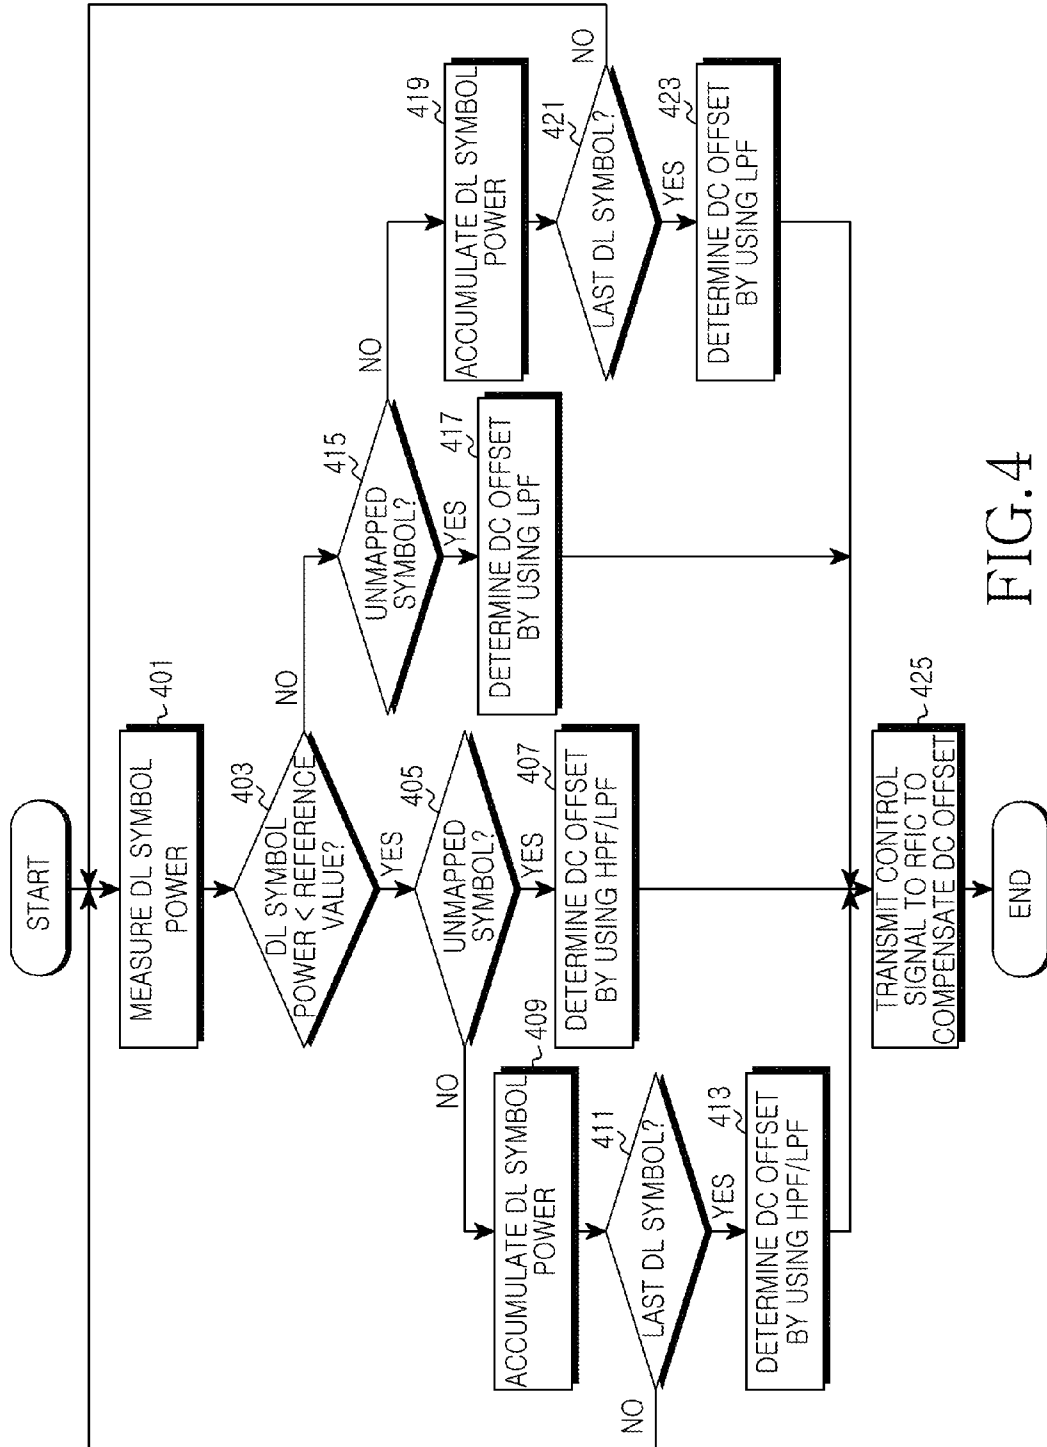 START
MEASURE DL SYMBOL
POWER
401
DL SYMBOL
POWER < REFERENCE
VALUE?
403
NO
YES
UNMAPPED
SYMBOL?
405
NO
YES
DETERMINE DC OFFSET
BY USING HPF/LPF
407
ACCUMULATE DL SYMBOL
POWER
409
LAST DL SYMBOL?
411
NO
YES
DETERMINE DC OFFSET
BY USING HPF/LPF
413
UNMAPPED
SYMBOL?
415
NO
YES
DETERMINE DC OFFSET
BY USING LPF
417
ACCUMULATE DL SYMBOL
POWER
419
LAST DL SYMBOL?
421
NO
YES
DETERMINE DC OFFSET
BY USING LPF
423
TRANSMIT CONTROL
SIGNAL TO RFIC TO
COMPENSATE DC OFFSET
425
END
FIG.4